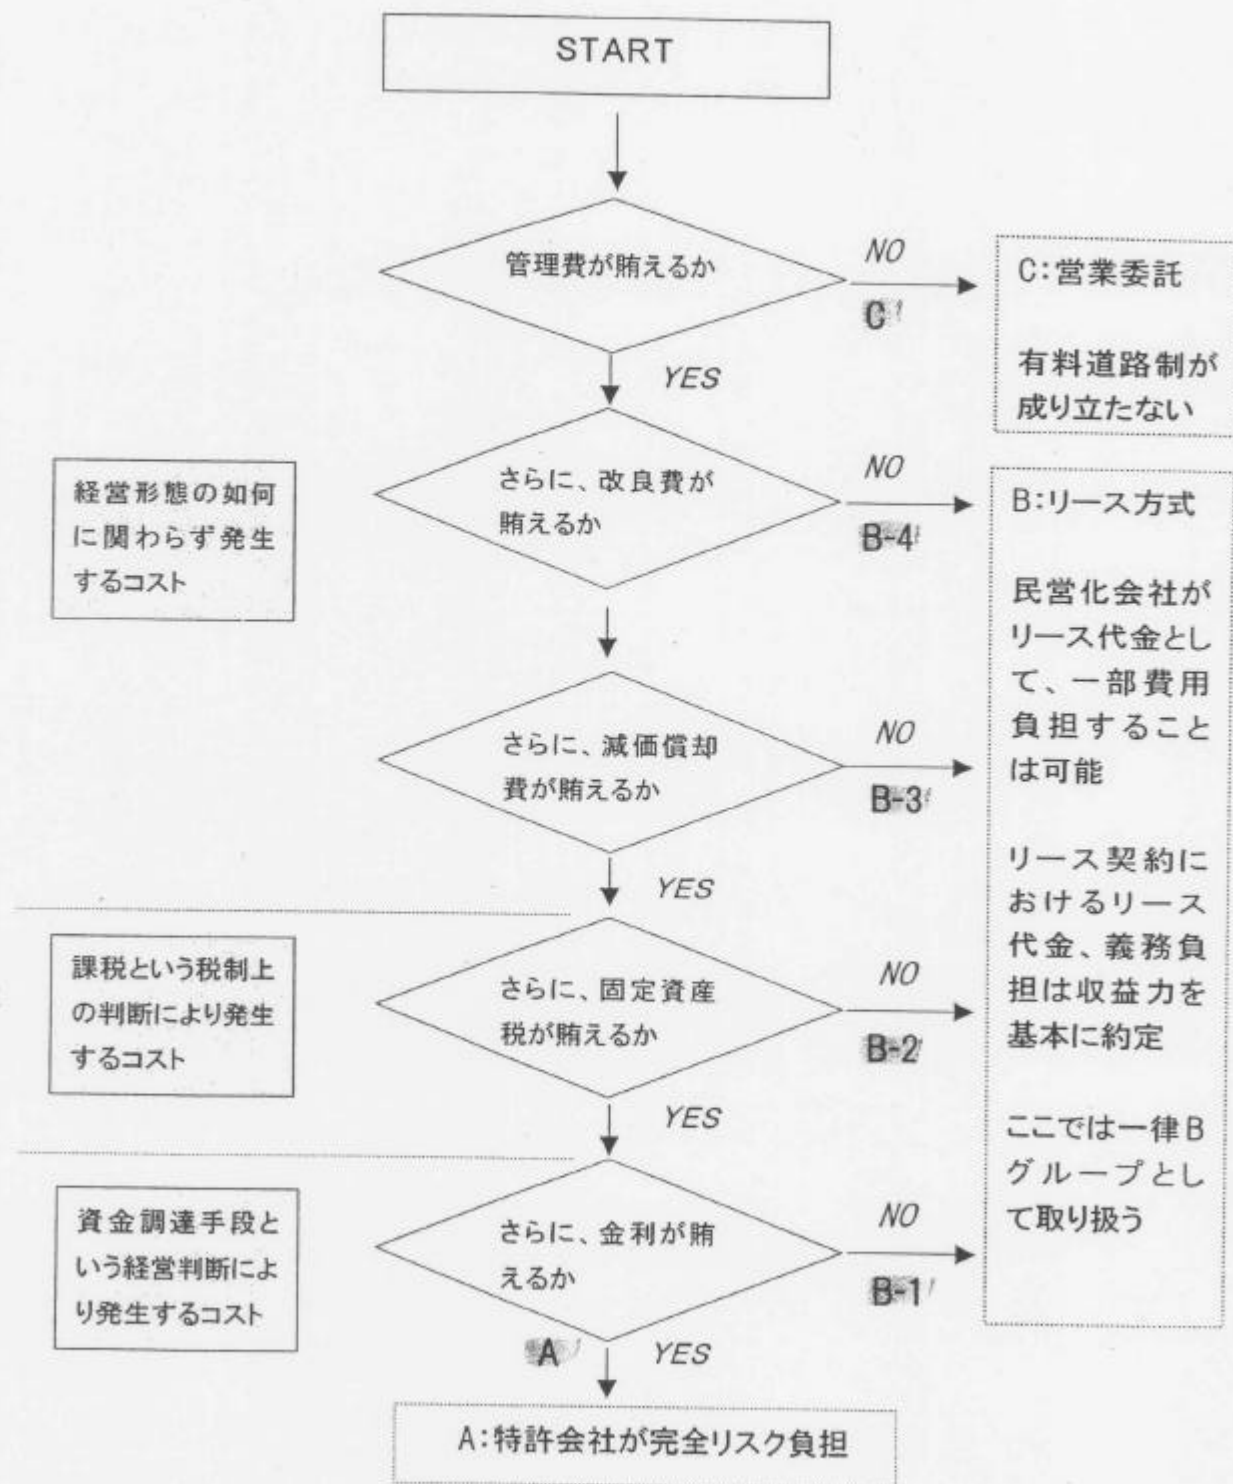 START
管理費が賄えるか
NO
C
C:営業委託
有料道路制が
成り立たない
YES
経営形態の如何
に関わらず発生
するコスト
さらに、改良費が
賄えるか
NO
B-4
B:リース方式
民営化会社が
リース代金とし
て、一部費用
負担すること
は可能
リース契約に
おけるリース
代金、義務負
担は収益力を
基本に約定
ここでは一律B
グループとし
て取り扱う
さらに、減価償却
費が賄えるか
NO
B-3
YES
課税という税制上
の判断により発生
するコスト
さらに、固定資産
税が賄えるか
NO
B-2
YES
資金調達手段と
いう経営判断によ
り発生するコスト
さらに、金利が賄
えるか
NO
B-1
A
YES
A:特許会社が完全リスク負担